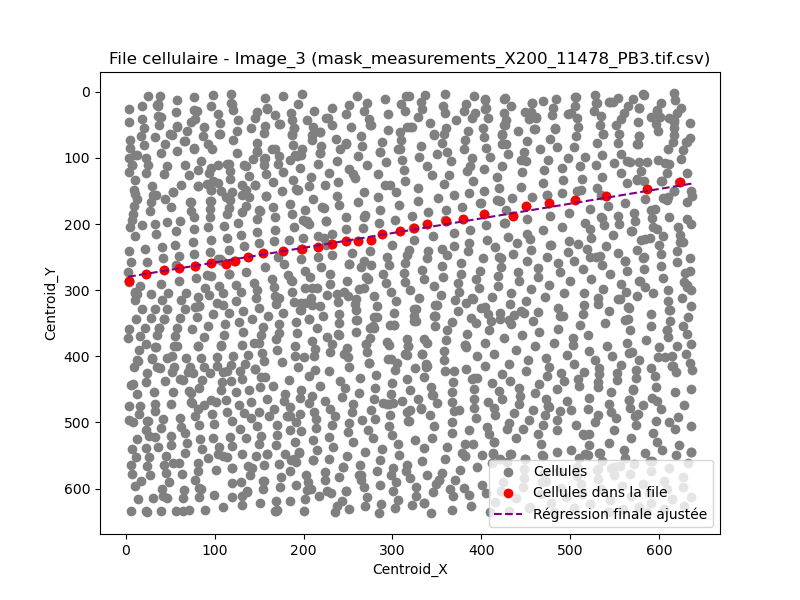 File cellulaire - Image_3 (mask_measurements_X200_11478_PB3.tif.csv)
0
100
200
300
400
500
600
Centroid_Y
Cellules
Cellules dans la file
Régression finale ajustée
0 100 200 300 400 500 600
Centroid_X